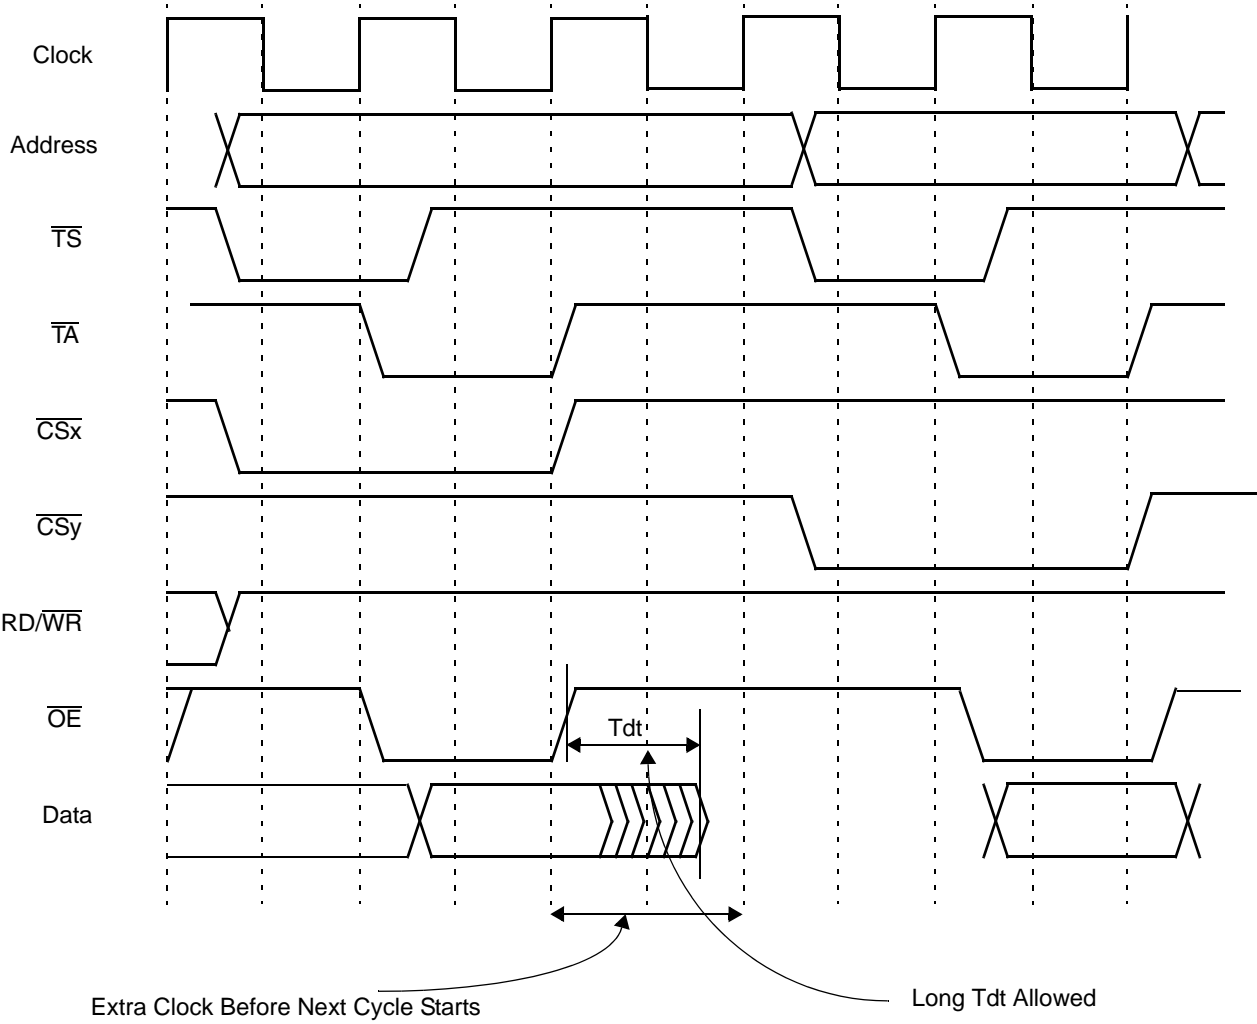 Clock
Address
TS
TA
CSx
CSy
RD/WR
OE
Tdt
Data
Extra Clock Before Next Cycle Starts
Long Tdt Allowed